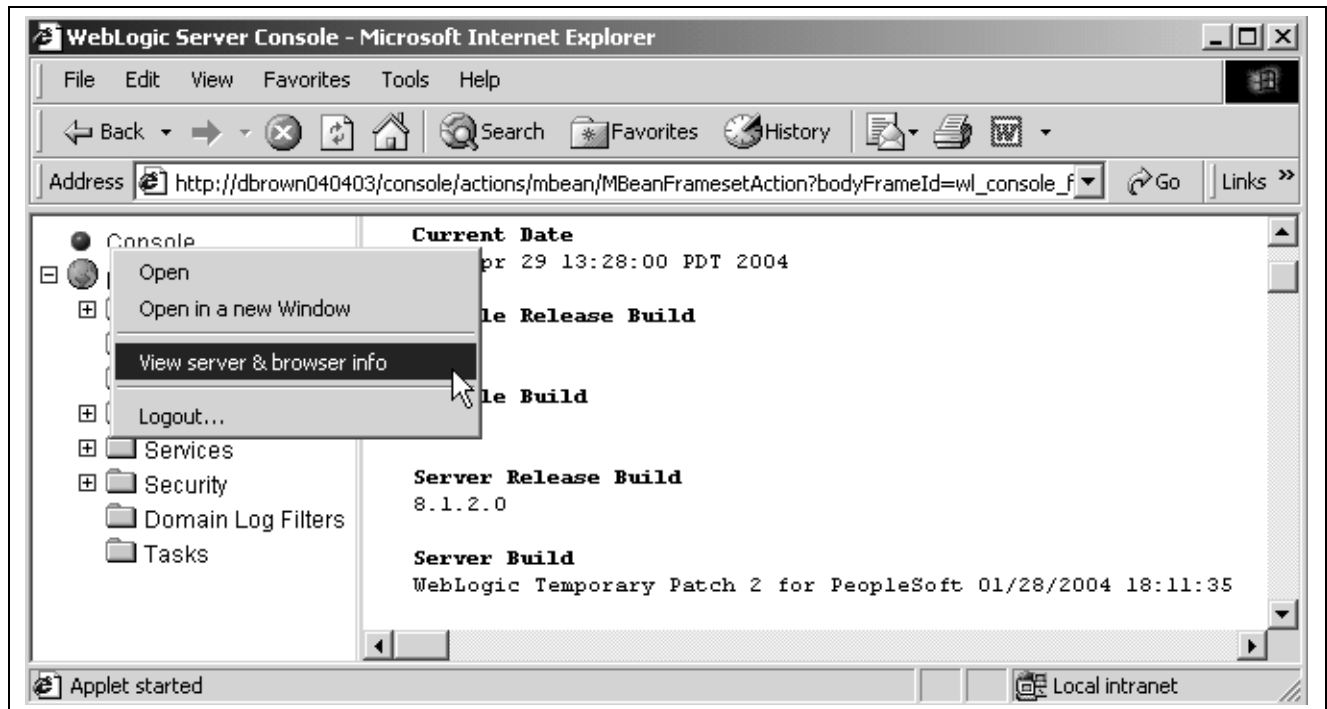 WebLogic Server Console - Microsoft Internet Explorer
File Edit View Favorites Tools Help
Back Search Favorites History
Address http://dbrown040403/console/actions/mbean/MBeanFramesetAction?bodyFrameId=wl_console_f Go Links »
Console
Open
Open in a new Window
View server & browser info
Logout...
Services
Security
Domain Log Filters
Tasks
Current Date
pr 29 13:28:00 PDT 2004
le Release Build
le Build
Server Release Build
8.1.2.0
Server Build
WebLogic Temporary Patch 2 for PeopleSoft 01/28/2004 18:11:35
Applet started Local intranet